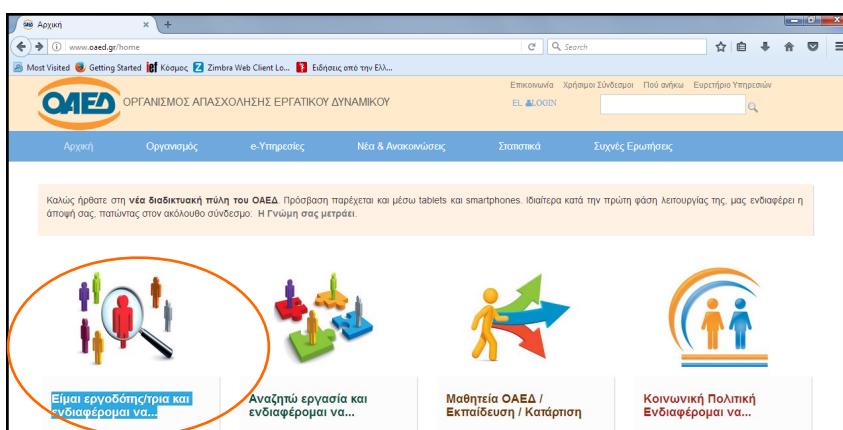 Αρχική
www.oaed.gr/home
Search
Most Visited Getting Started Κόσμος Zimbra Web Client Lo... Ειδήσεις από την Ελλ...
Επικοινωνία Χρήσιμοι Σύνδεσμοι Πού ανήκω Ευρετήριο Υπηρεσιών
ΟΑΕΔ ΟΡΓΑΝΙΣΜΟΣ ΑΠΑΣΧΟΛΗΣΗΣ ΕΡΓΑΤΙΚΟΥ ΔΥΝΑΜΙΚΟΥ
EL LOGIN
Αρχική Οργανισμός e-Υπηρεσίες Νέα & Ανακοινώσεις Στατιστικά Συχνές Ερωτήσεις
Καλώς ήρθατε στη νέα διαδικτυακή πύλη του ΟΑΕΔ. Πρόσβαση παρέχεται και μέσω tablets και smartphones. Ιδιαίτερα κατά την πρώτη φάση λειτουργίας της, μας ενδιαφέρει η
άποψή σας, πατώντας στον ακόλουθο σύνδεσμο: Η Γνώμη σας μετράει.
Είμαι εργοδότης/τρια και
ενδιαφέρομαι να...
Αναζητώ εργασία και
ενδιαφέρομαι να...
Μαθητεία ΟΑΕΔ /
Εκπαίδευση / Κατάρτιση
Κοινωνική Πολιτική
Ενδιαφέρομαι να...